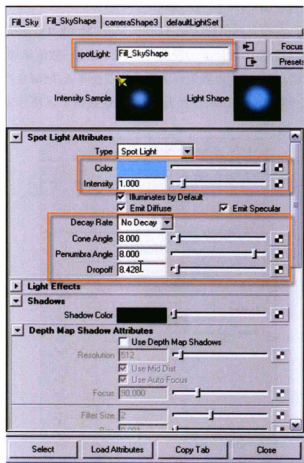 Fill_Sky Fill_SkyShape cameraShape3 defaultLightSet
spotLight: Fill_SkyShape Focus
Presets
Intensity Sample Light Shape
Spot Light Attributes
Type Spot Light
Color
Intensity 1.000
Illuminates by Default
Emit Diffuse Emit Specular
Decay Rate No Decay
Cone Angle 8.000
Penumbra Angle 8.000
Dropoff 8.428
Light Effects
Shadows
Shadow Color
Depth Map Shadow Attributes
Use Depth Map Shadows
Resolution 512
Use Mid Dist
Use Auto Focus
Focus 90.000
Filter Size 2
Select Load Attributes Copy Tab Close